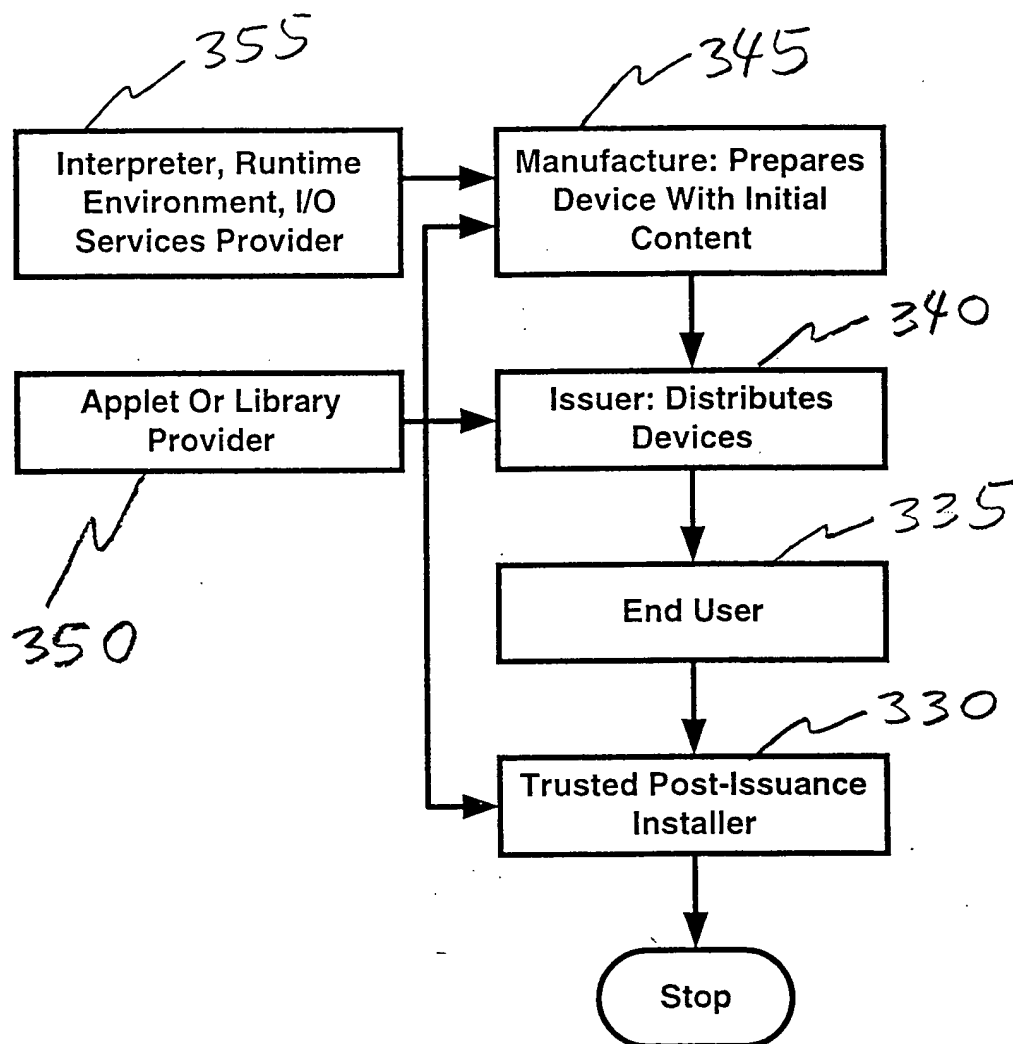 355
345
Interpreter, Runtime
Environment, I/O
Services Provider
Manufacture: Prepares
Device With Initial
Content
340
Applet Or Library
Provider
Issuer: Distributes
Devices
335
350
End User
330
Trusted Post-Issuance
Installer
Stop